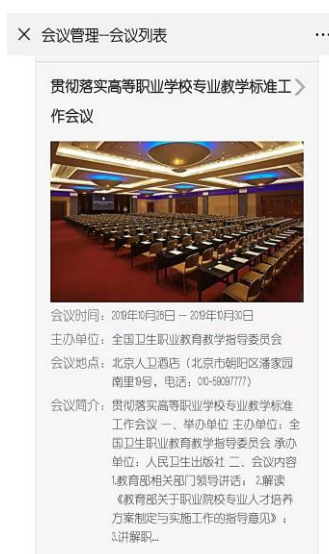 会议管理--会议列表
贯彻落实高等职业学校专业教学标准工
作会议
会议时间：2019年10月28日 -- 2019年10月30日
主办单位：全国卫生职业教育教学指导委员会
会议地点：北京人卫酒店（北京市朝阳区潘家园
南里19号，电话：010-59097777）
会议简介：贯彻落实高等职业学校专业教学标准
工作会议 一、举办单位 主办单位：全
国卫生职业教育教学指导委员会 承办
单位：人民卫生出版社 二、会议内容
1.教育部相关部门领导讲话； 2.解读
《教育部关于职业院校专业人才培养
方案制定与实施工作的指导意见》；
3.讲解职...